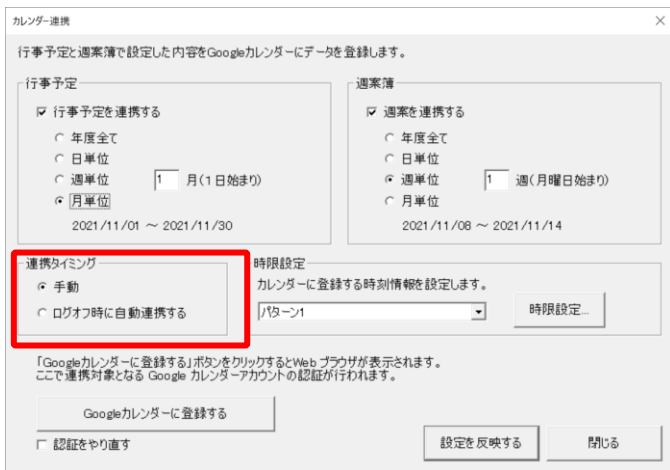 カレンダー連携
行事予定と週案簿で設定した内容をGoogleカレンダーにデータを登録します。
行事予定
行事予定を連携する
年度全て
日単位
週単位
1 月(1日始まり)
月単位
2021/11/01 ～ 2021/11/30
週案簿
週案を連携する
年度全て
日単位
週単位
1 週(月曜日始まり)
月単位
2021/11/08 ～ 2021/11/14
連携タイミング
手動
ログオフ時に自動連携する
時限設定
カレンダーに登録する時刻情報を設定します。
パターン1
時限設定...
「Googleカレンダーに登録する」ボタンをクリックするとWeb ブラウザが表示されます。
ここで連携対象となる Google カレンダーアカウントの認証が行われます。
Googleカレンダーに登録する
認証をやり直す
設定を反映する
閉じる